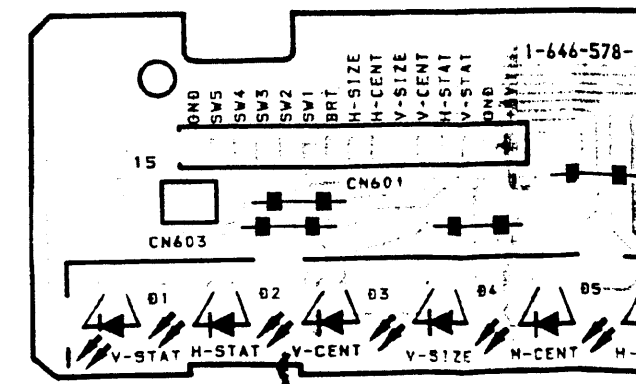 1-646-578-
GND
SW5
SW4
SW3
SW2
SW1
BRT
H-SIZE
H-CENT
V-SIZE
V-CENT
H-STAT
V-STAT
GND
15
CN601
CN603
D1
D2
D3
D4
D5
V-STAT
H-STAT
V-CENT
V-SIZE
H-CENT
H-